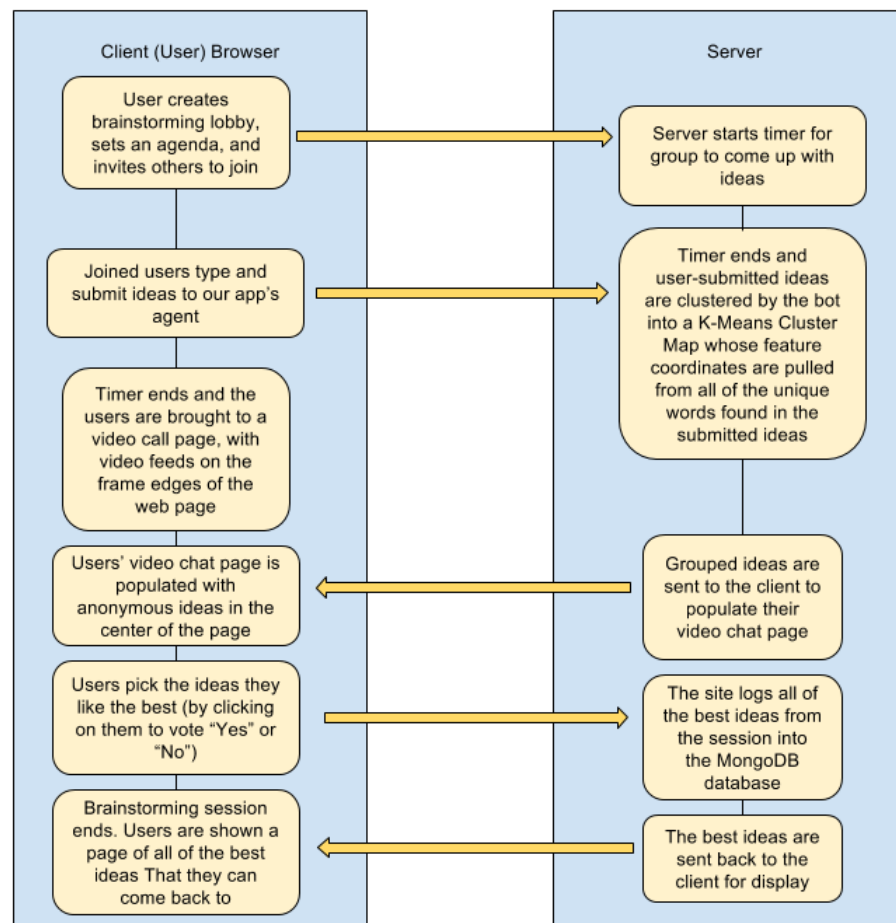 Client (User) Browser
User creates
brainstorming lobby,
sets an agenda, and
invites others to join
Joined users type and
submit ideas to our app's
agent
Timer ends and the
users are brought to a
video call page, with
video feeds on the
frame edges of the
web page
Users' video chat page is
populated with
anonymous ideas in the
center of the page
Users pick the ideas they
like the best (by clicking
on them to vote “Yes” or
“No”)
Brainstorming session
ends. Users are shown a
page of all of the best
ideas That they can
come back to
Server
Server starts timer for
group to come up with
ideas
Timer ends and
user-submitted ideas
are clustered by the bot
into a K-Means Cluster
Map whose feature
coordinates are pulled
from all of the unique
words found in the
submitted ideas
Grouped ideas are
sent to the client to
populate their
video chat page
The site logs all of
the best ideas from
the session into
the MongoDB
database
The best ideas are
sent back to the
client for display